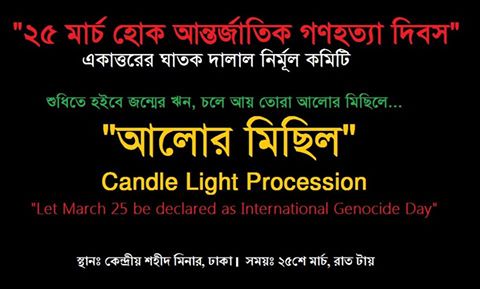 "২৫ মার্চ হোক আন্তর্জাতিক গণহত্যা দিবস"
একাত্তরের ঘাতক দালাল নির্মূল কমিটি
শুধিতে হইবে জন্মের ঋন, চলে আয় তোরা আলোর মিছিলে...
"আলোর মিছিল"
Candle Light Procession
"Let March 25 be declared as International Genocide Day"
স্থানঃ কেন্দ্রীয় শহীদ মিনার, ঢাকা। সময়ঃ ২৫শে মার্চ, রাত টায়